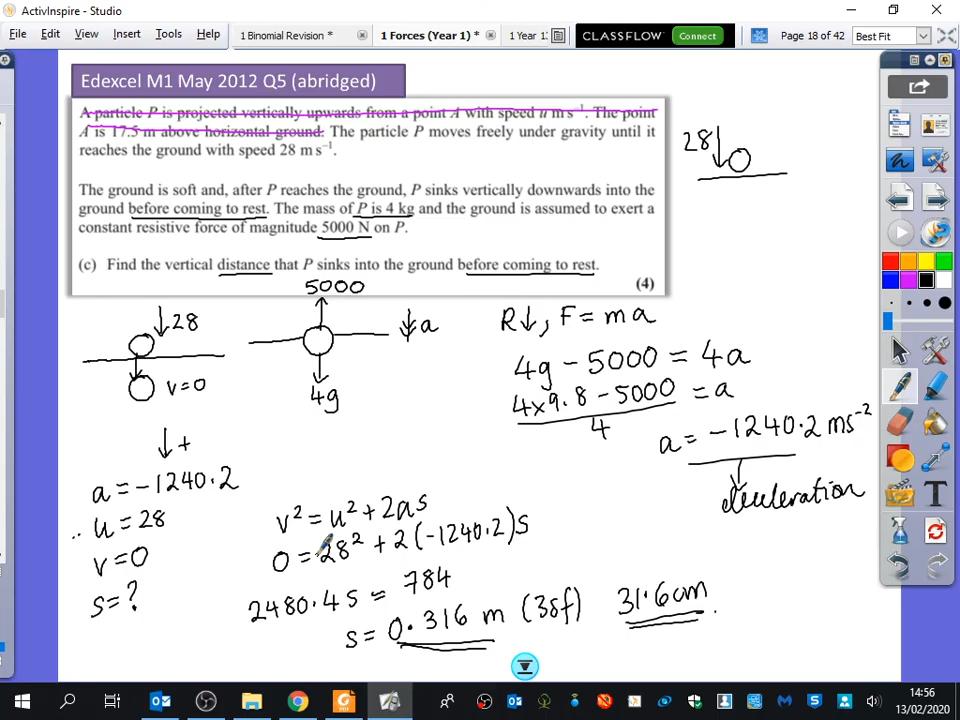 ActivInspire - Studio
File Edit View Insert Tools Help
1 Binomial Revision *
1 Forces (Year 1) *
1 Year 1
CLASSFLOW Connect
Page 18 of 42
Best Fit
Edexcel M1 May 2012 Q5 (abridged)
A particle P is projected vertically upwards from a point A with speed u m s⁻¹. The point
A is 17.5 m above horizontal ground. The particle P moves freely under gravity until it
reaches the ground with speed 28 m s⁻¹.
The ground is soft and, after P reaches the ground, P sinks vertically downwards into the
ground before coming to rest. The mass of P is 4 kg and the ground is assumed to exert a
constant resistive force of magnitude 5000 N on P.
(c) Find the vertical distance that P sinks into the ground before coming to rest.
(4)
28↓
↓28
v=0
5000
4g
↓a
R↓, F=ma
4g - 5000 = 4a
4×9.8 - 5000 = a
4
a = -1240.2 ms⁻²
deceleration
↓+
a = -1240.2
u = 28
v = 0
s = ?
v² = u² + 2as
0 = 28² + 2(-1240.2)s
2480.4s = 784
s = 0.316 m (3sf) 31.6cm
T
14:56
13/02/2020